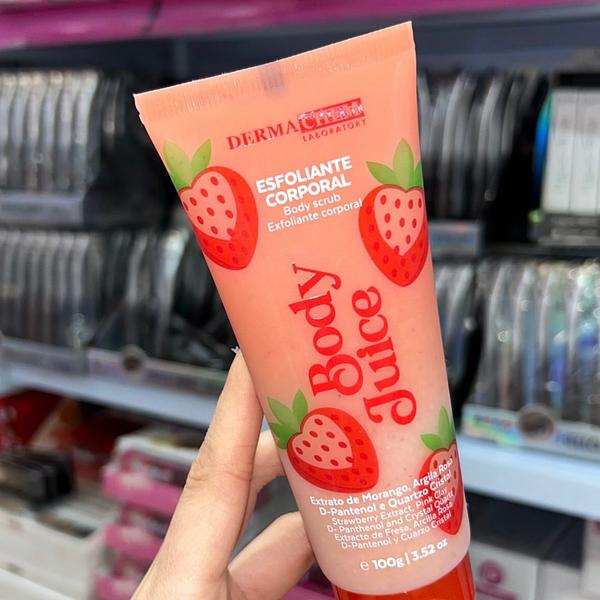 DERMACHEM
LABORATORY
ESFOLIANTE
CORPORAL
Body scrub
Exfoliante corporal
Body
Juice
Extrato de Morango, Argila Rosa
D-Pantenol e Quartzo Cristal
Strawberry Extract, Pink Clay
D-Panthenol and Crystal Quartz
Extracto de Fresa, Arcilla Rosa
D-Pantenol y Cuarzo Cristal
℮ 100g | 3.52 oz